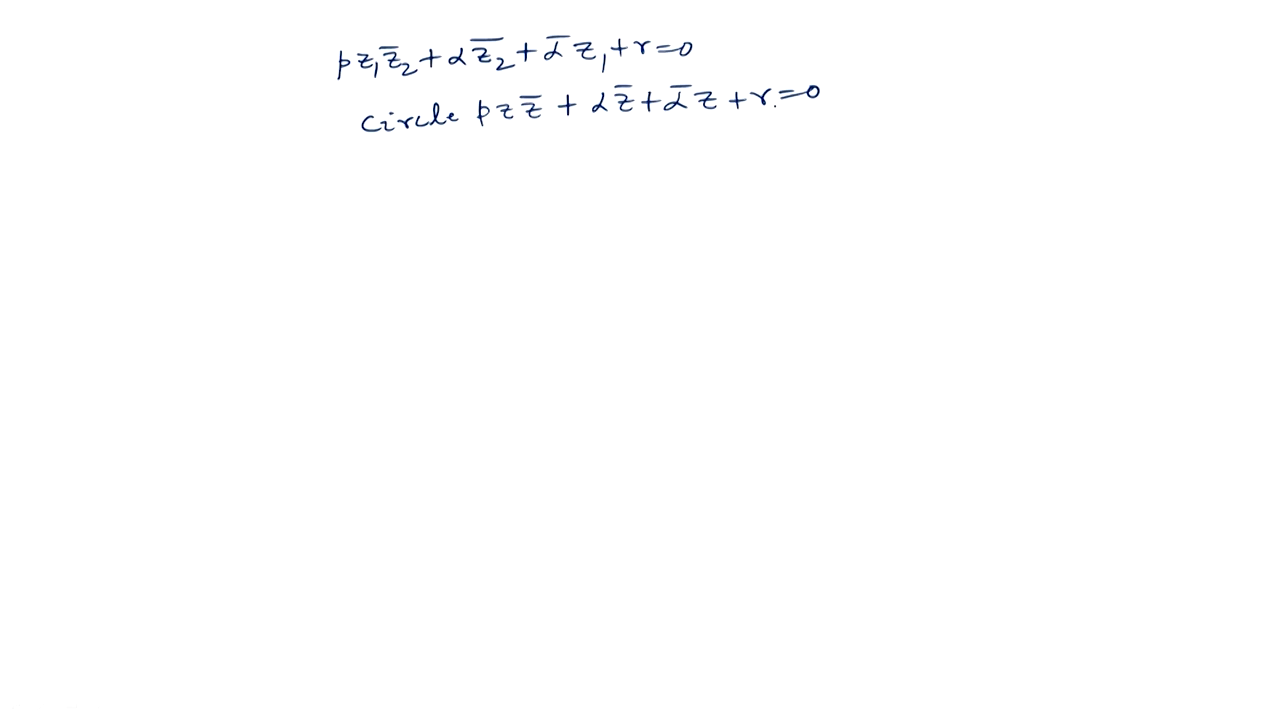 pz₁z̄₂ + αz̄₂ + ᾱz₁ + r = 0
circle pzz̄ + αz̄ + ᾱz + r = 0